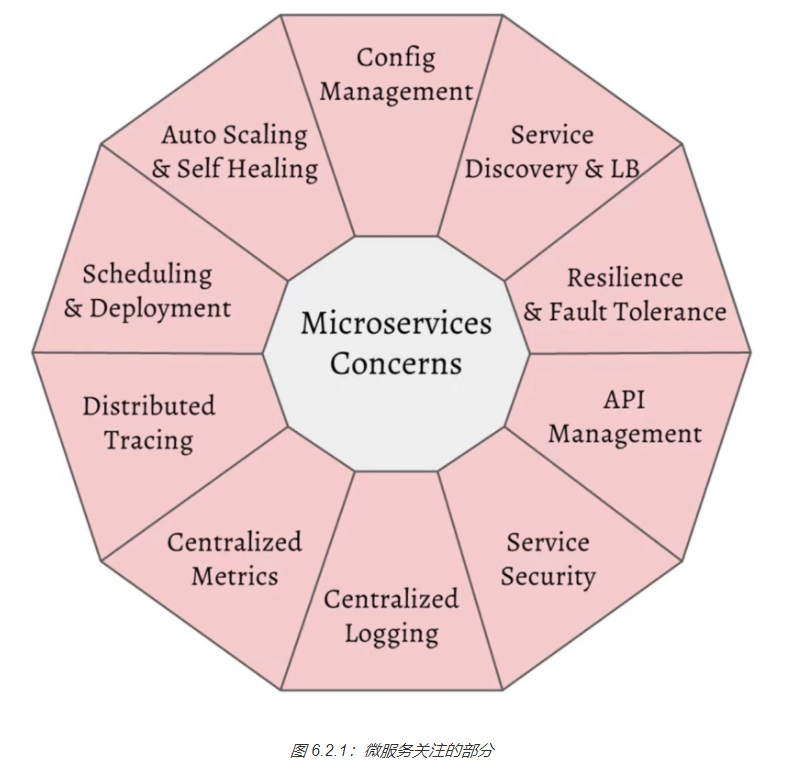 Config
Management
Service
Discovery & LB
Resilience
& Fault Tolerance
API
Management
Service
Security
Centralized
Logging
Centralized
Metrics
Distributed
Tracing
Scheduling
& Deployment
Auto Scaling
& Self Healing
Microservices
Concerns
图 6.2.1：微服务关注的部分